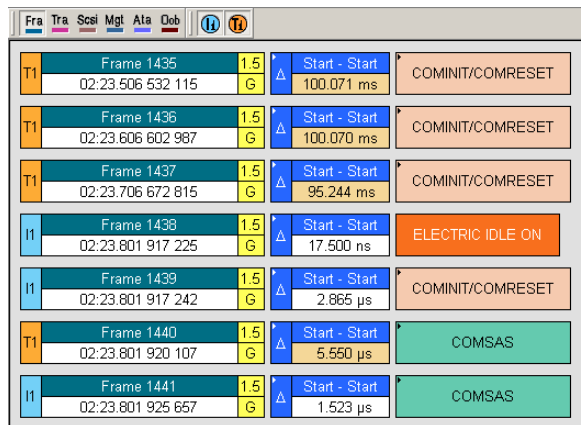 Fra Tra Scsi Mgt Ata Oob I1 T1
T1 Frame 1435 1.5 Δ Start - Start COMINIT/COMRESET
02:23.506 532 115 G 100.071 ms
T1 Frame 1436 1.5 Δ Start - Start COMINIT/COMRESET
02:23.606 602 987 G 100.070 ms
T1 Frame 1437 1.5 Δ Start - Start COMINIT/COMRESET
02:23.706 672 815 G 95.244 ms
I1 Frame 1438 1.5 Δ Start - Start ELECTRIC IDLE ON
02:23.801 917 225 G 17.500 ns
I1 Frame 1439 1.5 Δ Start - Start COMINIT/COMRESET
02:23.801 917 242 G 2.865 µs
T1 Frame 1440 1.5 Δ Start - Start COMSAS
02:23.801 920 107 G 5.550 µs
I1 Frame 1441 1.5 Δ Start - Start COMSAS
02:23.801 925 657 G 1.523 µs